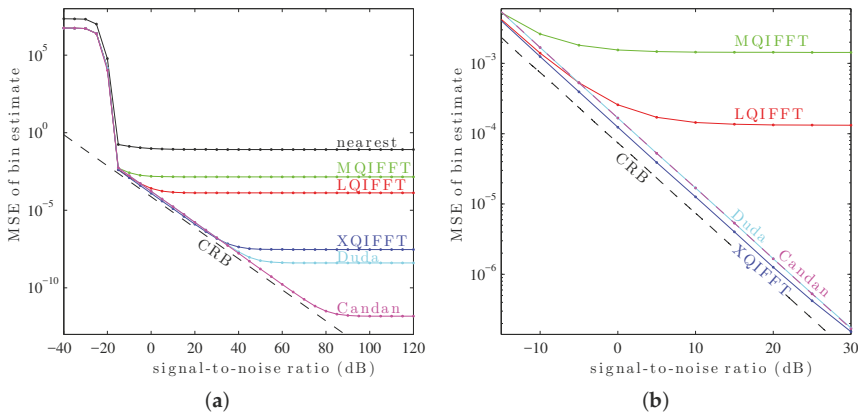 MSE of bin estimate
10^7
10^0
10^−5
10^−10
nearest
MQIFFT
LQIFFT
XQIFFT
Duda
CRB
Candan
−40 −20 0 20 40 60 80 100 120
signal-to-noise ratio (dB)
(a)
MSE of bin estimate
10^−3
10^−4
10^−5
10^−6
MQIFFT
LQIFFT
CRB
Duda
Candan
XQIFFT
−10 0 10 20 30
signal-to-noise ratio (dB)
(b)